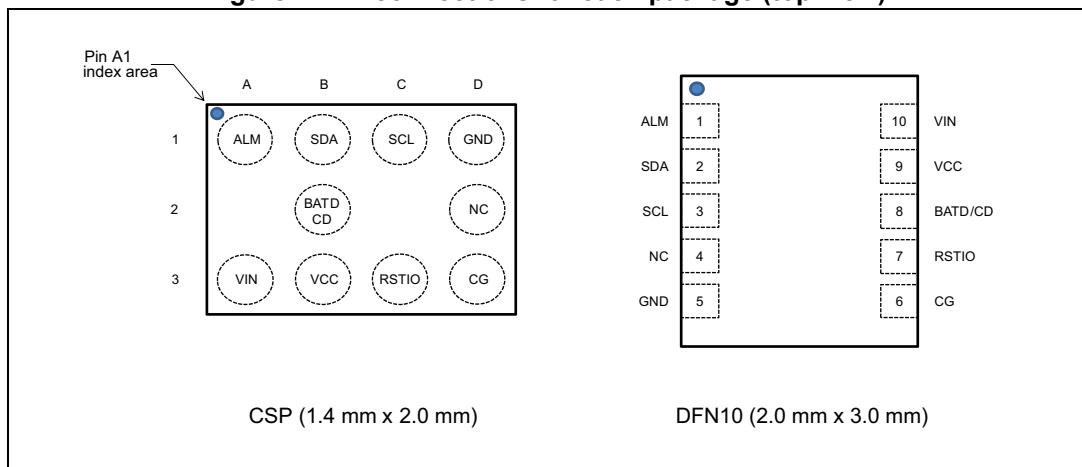 Pin A1
index area
A B C D
1 ALM SDA SCL GND
2 BATD CD NC
3 VIN VCC RSTIO CG
ALM 1 10 VIN
SDA 2 9 VCC
SCL 3 8 BATD/CD
NC 4 7 RSTIO
GND 5 6 CG
CSP (1.4 mm x 2.0 mm) DFN10 (2.0 mm x 3.0 mm)